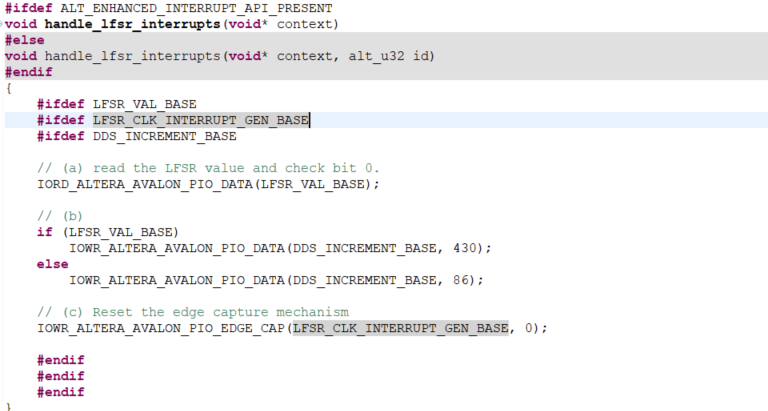 #ifdef ALT_ENHANCED_INTERRUPT_API_PRESENT
void handle_lfsr_interrupts(void* context)
#else
void handle_lfsr_interrupts(void* context, alt_u32 id)
#endif
{
    #ifdef LFSR_VAL_BASE
    #ifdef LFSR_CLK_INTERRUPT_GEN_BASE
    #ifdef DDS_INCREMENT_BASE
    // (a) read the LFSR value and check bit 0.
    IORD_ALTERA_AVALON_PIO_DATA(LFSR_VAL_BASE);
    // (b)
    if (LFSR_VAL_BASE)
        IOWR_ALTERA_AVALON_PIO_DATA(DDS_INCREMENT_BASE, 430);
    else
        IOWR_ALTERA_AVALON_PIO_DATA(DDS_INCREMENT_BASE, 86);
    // (c) Reset the edge capture mechanism
    IOWR_ALTERA_AVALON_PIO_EDGE_CAP(LFSR_CLK_INTERRUPT_GEN_BASE, 0);
    #endif
    #endif
    #endif
}